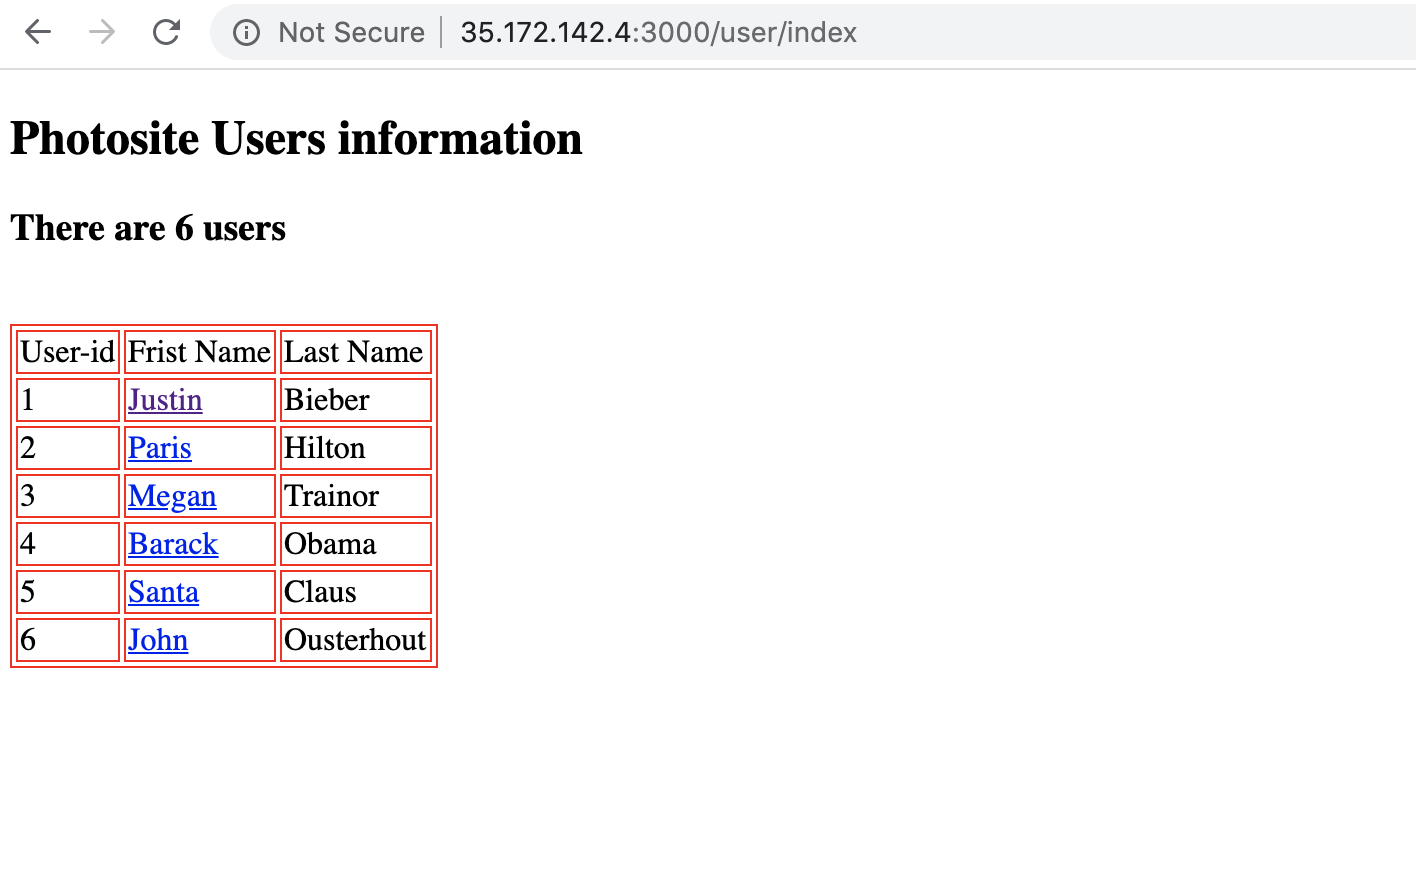 Not Secure 35.172.142.4:3000/user/index
Photosite Users information
There are 6 users
User-id Frist Name Last Name
1 Justin Bieber
2 Paris Hilton
3 Megan Trainor
4 Barack Obama
5 Santa Claus
6 John Ousterhout